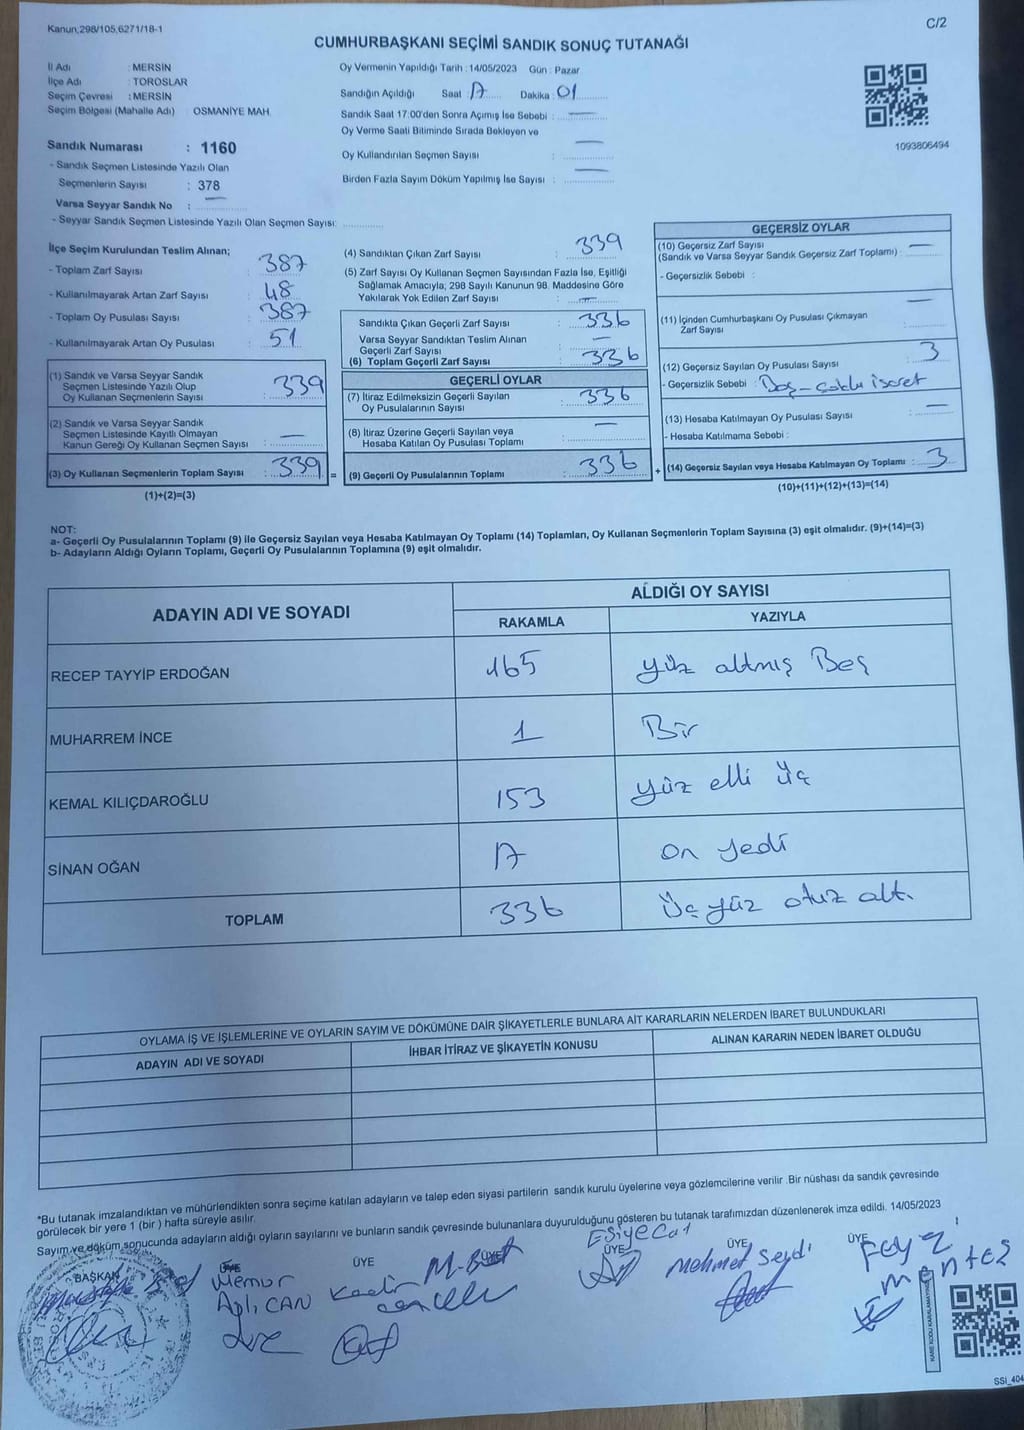 Kanun;298/105,6271/18-1
C/2
CUMHURBAŞKANI SEÇİMİ SANDIK SONUÇ TUTANAĞI
İl Adı : MERSİN
İlçe Adı : TOROSLAR
Seçim Çevresi : MERSİN
Seçim Bölgesi (Mahalle Adı) OSMANİYE MAH
Oy Vermenin Yapıldığı Tarih : 14/05/2023 Gün : Pazar
Sandığın Açıldığı Saat : 17 Dakika : 01
Sandık Saat 17:00'den Sonra Açımış İse Sebebi : —
Oy Verme Saati Bitiminde Sırada Bekleyen ve
Oy Kullandırılan Seçmen Sayısı : —
Birden Fazla Sayım Döküm Yapılmış İse Sayısı : —
1093806494
Sandık Numarası : 1160
- Sandık Seçmen Listesinde Yazılı Olan
Seçmenlerin Sayısı : 378
Varsa Seyyar Sandık No : —
- Seyyar Sandık Seçmen Listesinde Yazılı Olan Seçmen Sayısı:
İlçe Seçim Kurulundan Teslim Alınan;
- Toplam Zarf Sayısı : 387
- Kullanılmayarak Artan Zarf Sayısı : 48
- Toplam Oy Pusulası Sayısı : 387
- Kullanılmayarak Artan Oy Pusulası : 51
(1) Sandık ve Varsa Seyyar Sandık
Seçmen Listesinde Yazılı Olup
Oy Kullanan Seçmenlerin Sayısı : 339
(2) Sandık ve Varsa Seyyar Sandık
Seçmen Listesinde Kayıtlı Olmayan
Kanun Gereği Oy Kullanan Seçmen Sayısı : —
(3) Oy Kullanan Seçmenlerin Toplam Sayısı : 339 =
(1)+(2)=(3)
(4) Sandıktan Çıkan Zarf Sayısı : 339
(5) Zarf Sayısı Oy Kullanan Seçmen Sayısından Fazla İse, Eşitliği
Sağlamak Amacıyla; 298 Sayılı Kanunun 98. Maddesine Göre
Yakılarak Yok Edilen Zarf Sayısı : —
Sandıkta Çıkan Geçerli Zarf Sayısı : 336
Varsa Seyyar Sandıktan Teslim Alınan
Geçerli Zarf Sayısı : —
(6) Toplam Geçerli Zarf Sayısı : 336
GEÇERLİ OYLAR
(7) İtiraz Edilmeksizin Geçerli Sayılan
Oy Pusulalarının Sayısı : 336
(8) İtiraz Üzerine Geçerli Sayılan veya
Hesaba Katılan Oy Pusulası Toplamı : —
(9) Geçerli Oy Pusulalarının Toplamı : 336 +
GEÇERSİZ OYLAR
(10) Geçersiz Zarf Sayısı
(Sandık ve Varsa Seyyar Sandık Geçersiz Zarf Toplamı) : —
- Geçersizlik Sebebi :
(11) İçinden Cumhurbaşkanı Oy Pusulası Çıkmayan
Zarf Sayısı : —
(12) Geçersiz Sayılan Oy Pusulası Sayısı : 3
- Geçersizlik Sebebi : Boş - çoklu işaret
(13) Hesaba Katılmayan Oy Pusulası Sayısı : —
- Hesaba Katılmama Sebebi :
(14) Geçersiz Sayılan veya Hesaba Katılmayan Oy Toplamı : 3
(10)+(11)+(12)+(13)=(14)
NOT:
a- Geçerli Oy Pusulalarının Toplamı (9) ile Geçersiz Sayılan veya Hesaba Katılmayan Oy Toplamı (14) Toplamları, Oy Kullanan Seçmenlerin Toplam Sayısına (3) eşit olmalıdır. (9)+(14)=(3)
b- Adayların Aldığı Oyların Toplamı, Geçerli Oy Pusulalarının Toplamına (9) eşit olmalıdır.
ADAYIN ADI VE SOYADI
ALDIĞI OY SAYISI
RAKAMLA YAZIYLA
RECEP TAYYİP ERDOĞAN 165 Yüz altmış Beş
MUHARREM İNCE 1 Bir
KEMAL KILIÇDAROĞLU 153 Yüz elli üç
SİNAN OĞAN 17 on yedi
TOPLAM 336 Üç yüz otuz altı
OYLAMA İŞ VE İŞLEMLERİNE VE OYLARIN SAYIM VE DÖKÜMÜNE DAİR ŞİKAYETLERLE BUNLARA AİT KARARLARIN NELERDEN İBARET BULUNDUKLARI
ADAYIN ADI VE SOYADI İHBAR İTİRAZ VE ŞİKAYETİN KONUSU ALINAN KARARIN NEDEN İBARET OLDUĞU
*Bu tutanak imzalandıktan ve mühürlendikten sonra seçime katılan adayların ve talep eden siyasi partilerin sandık kurulu üyelerine veya gözlemcilerine verilir .Bir nüshası da sandık çevresinde
görülecek bir yere 1 (bir ) hafta süreyle asılır.
Sayım ve döküm sonucunda adayların aldığı oyların sayılarını ve bunların sandık çevresinde bulunanlara duyurulduğunu gösteren bu tutanak tarafımızdan düzenlenerek imza edildi. 14/05/2023
BAŞKAN ÜYE ÜYE ÜYE ÜYE ÜYE ÜYE
Mustafa
Memur
Aslı CAN
Kadir
Mehmet Seydi
Feyz
KARE KODU KARALAMAYINIZ
SSI_404